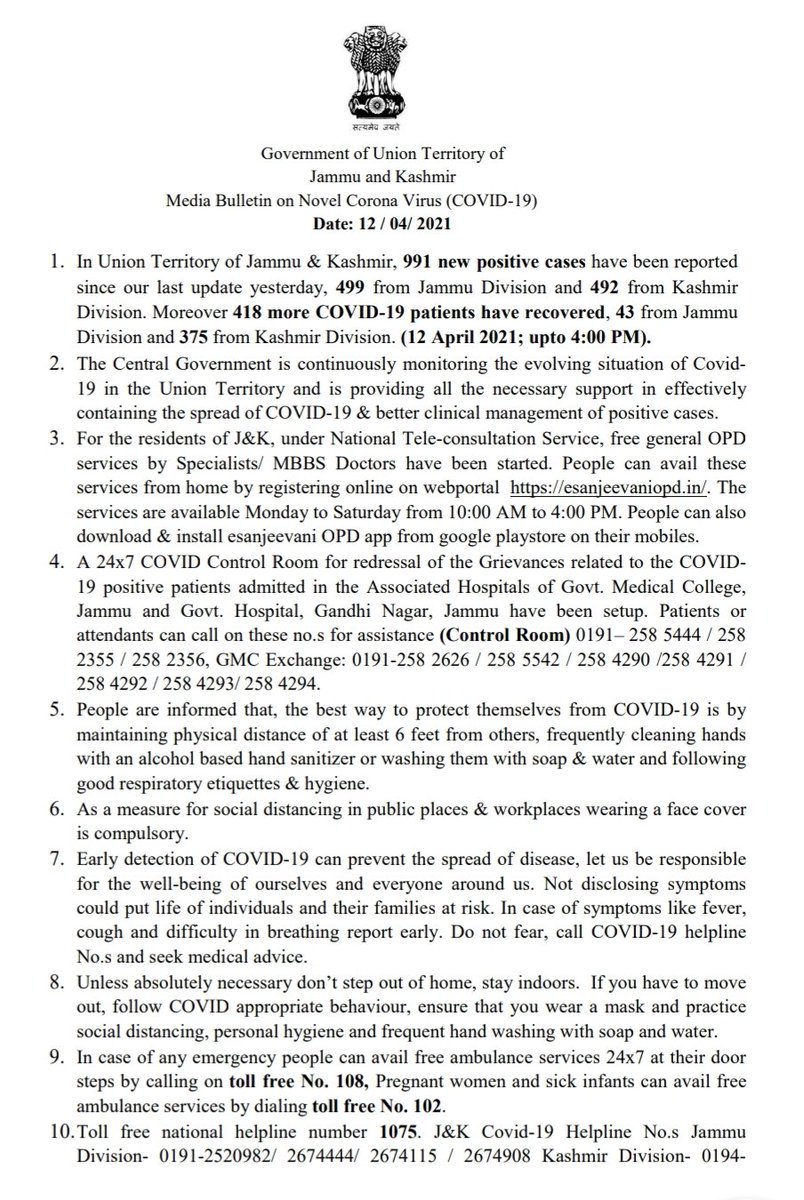 सत्यमेव जयते
Government of Union Territory of
Jammu and Kashmir
Media Bulletin on Novel Corona Virus (COVID-19)
Date: 12 / 04/ 2021
1. In Union Territory of Jammu & Kashmir, 991 new positive cases have been reported
since our last update yesterday, 499 from Jammu Division and 492 from Kashmir
Division. Moreover 418 more COVID-19 patients have recovered, 43 from Jammu
Division and 375 from Kashmir Division. (12 April 2021; upto 4:00 PM).
2. The Central Government is continuously monitoring the evolving situation of Covid-
19 in the Union Territory and is providing all the necessary support in effectively
containing the spread of COVID-19 & better clinical management of positive cases.
3. For the residents of J&K, under National Tele-consultation Service, free general OPD
services by Specialists/ MBBS Doctors have been started. People can avail these
services from home by registering online on webportal https://esanjeevaniopd.in/. The
services are available Monday to Saturday from 10:00 AM to 4:00 PM. People can also
download & install esanjeevani OPD app from google playstore on their mobiles.
4. A 24x7 COVID Control Room for redressal of the Grievances related to the COVID-
19 positive patients admitted in the Associated Hospitals of Govt. Medical College,
Jammu and Govt. Hospital, Gandhi Nagar, Jammu have been setup. Patients or
attendants can call on these no.s for assistance (Control Room) 0191– 258 5444 / 258
2355 / 258 2356, GMC Exchange: 0191-258 2626 / 258 5542 / 258 4290 /258 4291 /
258 4292 / 258 4293/ 258 4294.
5. People are informed that, the best way to protect themselves from COVID-19 is by
maintaining physical distance of at least 6 feet from others, frequently cleaning hands
with an alcohol based hand sanitizer or washing them with soap & water and following
good respiratory etiquettes & hygiene.
6. As a measure for social distancing in public places & workplaces wearing a face cover
is compulsory.
7. Early detection of COVID-19 can prevent the spread of disease, let us be responsible
for the well-being of ourselves and everyone around us. Not disclosing symptoms
could put life of individuals and their families at risk. In case of symptoms like fever,
cough and difficulty in breathing report early. Do not fear, call COVID-19 helpline
No.s and seek medical advice.
8. Unless absolutely necessary don’t step out of home, stay indoors. If you have to move
out, follow COVID appropriate behaviour, ensure that you wear a mask and practice
social distancing, personal hygiene and frequent hand washing with soap and water.
9. In case of any emergency people can avail free ambulance services 24x7 at their door
steps by calling on toll free No. 108, Pregnant women and sick infants can avail free
ambulance services by dialing toll free No. 102.
10. Toll free national helpline number 1075. J&K Covid-19 Helpline No.s Jammu
Division- 0191-2520982/ 2674444/ 2674115 / 2674908 Kashmir Division- 0194-